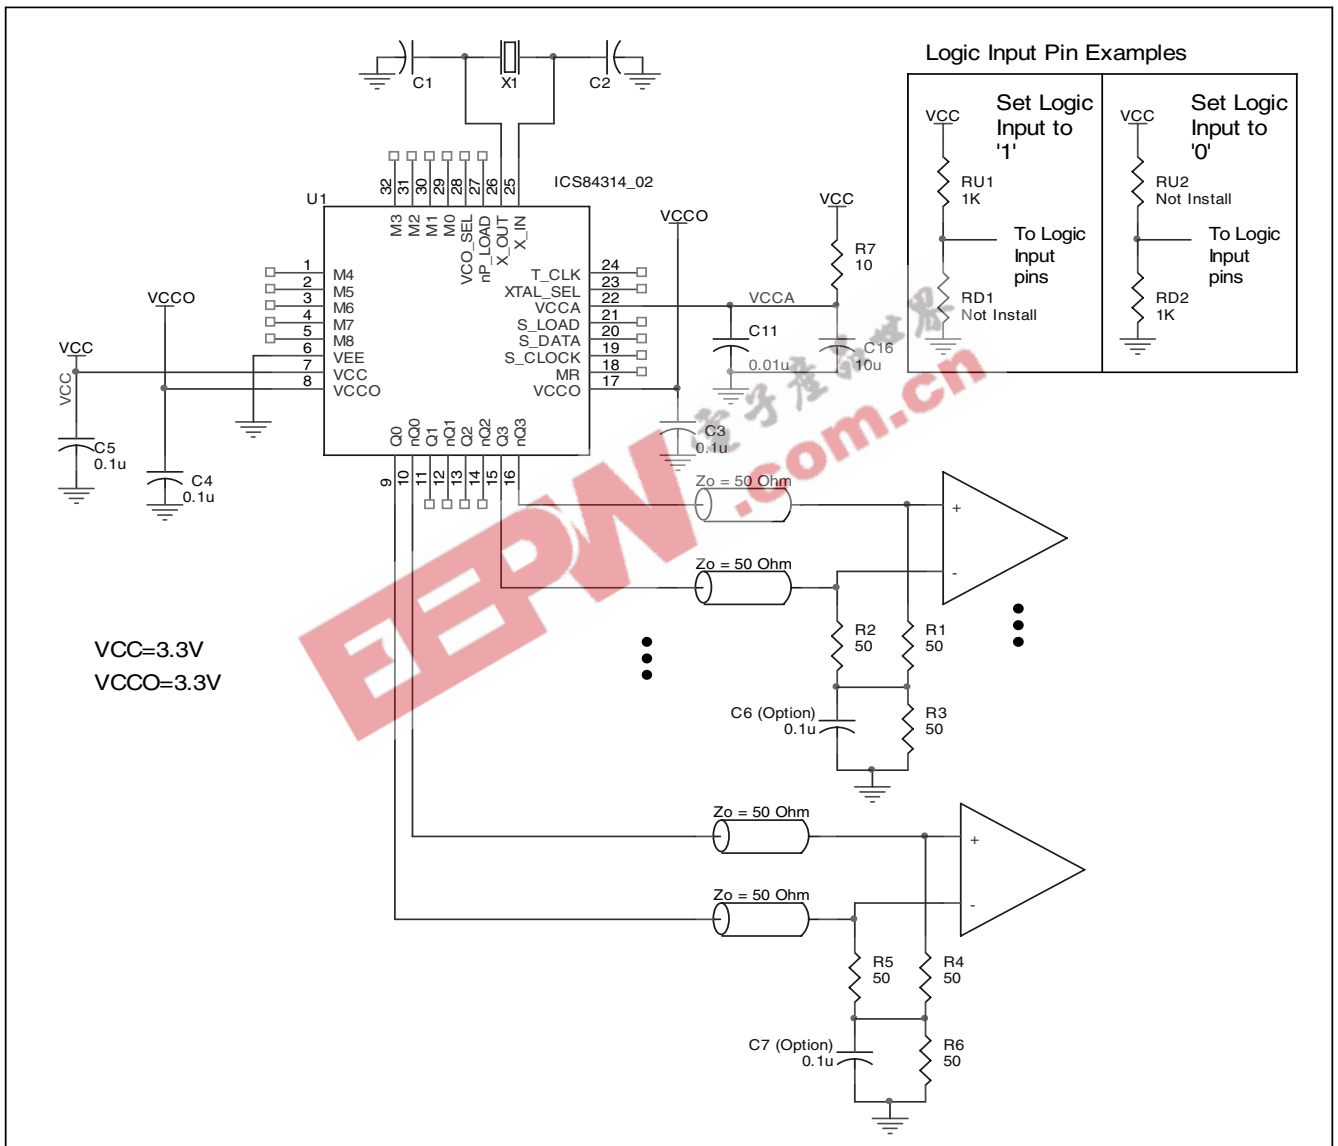 C1
X1
C2
Logic Input Pin Examples
VCC
Set Logic
Input to
'1'
RU1
1K
To Logic
Input
pins
RD1
Not Install
VCC
Set Logic
Input to
'0'
RU2
Not Install
To Logic
Input
pins
RD2
1K
32
31
30
29
28
27
26
25
ICS84314_02
U1
M3
M2
M1
M0
VCO_SEL
nP_LOAD
X_OUT
X_IN
VCCO
VCC
R7
10
1
2
3
4
5
6
7
8
M4
M5
M6
M7
M8
VEE
VCC
VCCO
T_CLK
XTAL_SEL
VCCA
S_LOAD
S_DATA
S_CLOCK
MR
VCCO
24
23
22
21
20
19
18
17
VCCA
C11
0.01u
C16
10u
VCCO
VCC
VCC
C5
0.1u
C4
0.1u
C3
0.1u
Q0
nQ0
Q1
nQ1
Q2
nQ2
Q3
nQ3
9
10
11
12
13
14
15
16
電子產品世界
EEPW.com.cn
Zo = 50 Ohm
+
Zo = 50 Ohm
-
R2
50
R1
50
VCC=3.3V
VCCO=3.3V
C6 (Option)
0.1u
R3
50
Zo = 50 Ohm
+
Zo = 50 Ohm
-
R5
50
R4
50
C7 (Option)
0.1u
R6
50